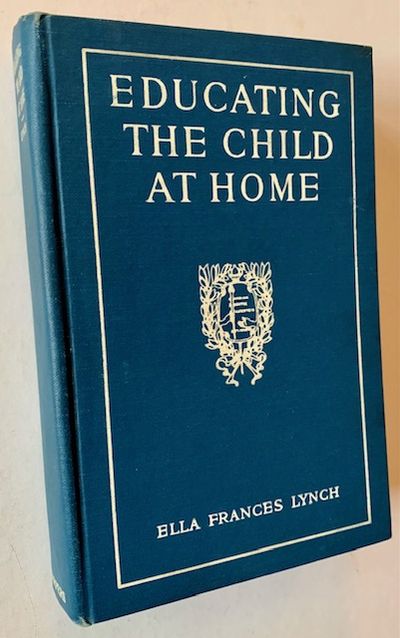 EDUCATING
THE CHILD
AT HOME
ELLA FRANCES LYNCH